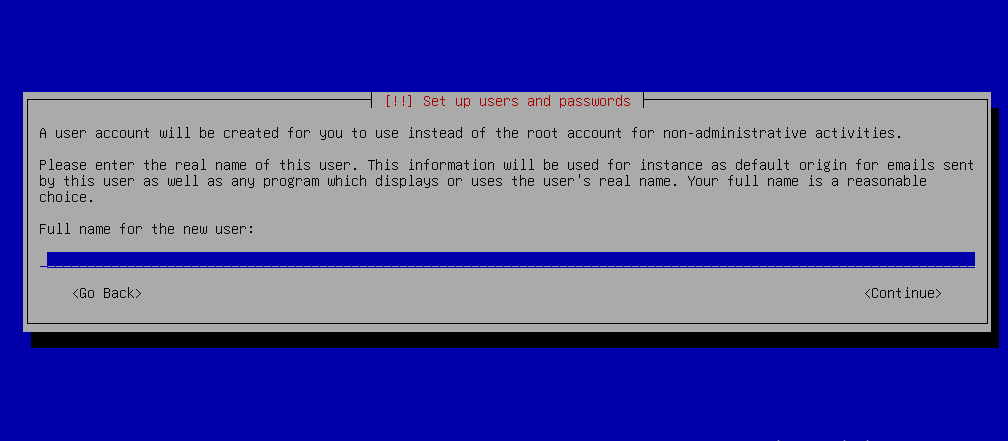 [!!] Set up users and passwords
A user account will be created for you to use instead of the root account for non-administrative activities.
Please enter the real name of this user. This information will be used for instance as default origin for emails sent
by this user as well as any program which displays or uses the user's real name. Your full name is a reasonable
choice.
Full name for the new user:
<Go Back> <Continue>